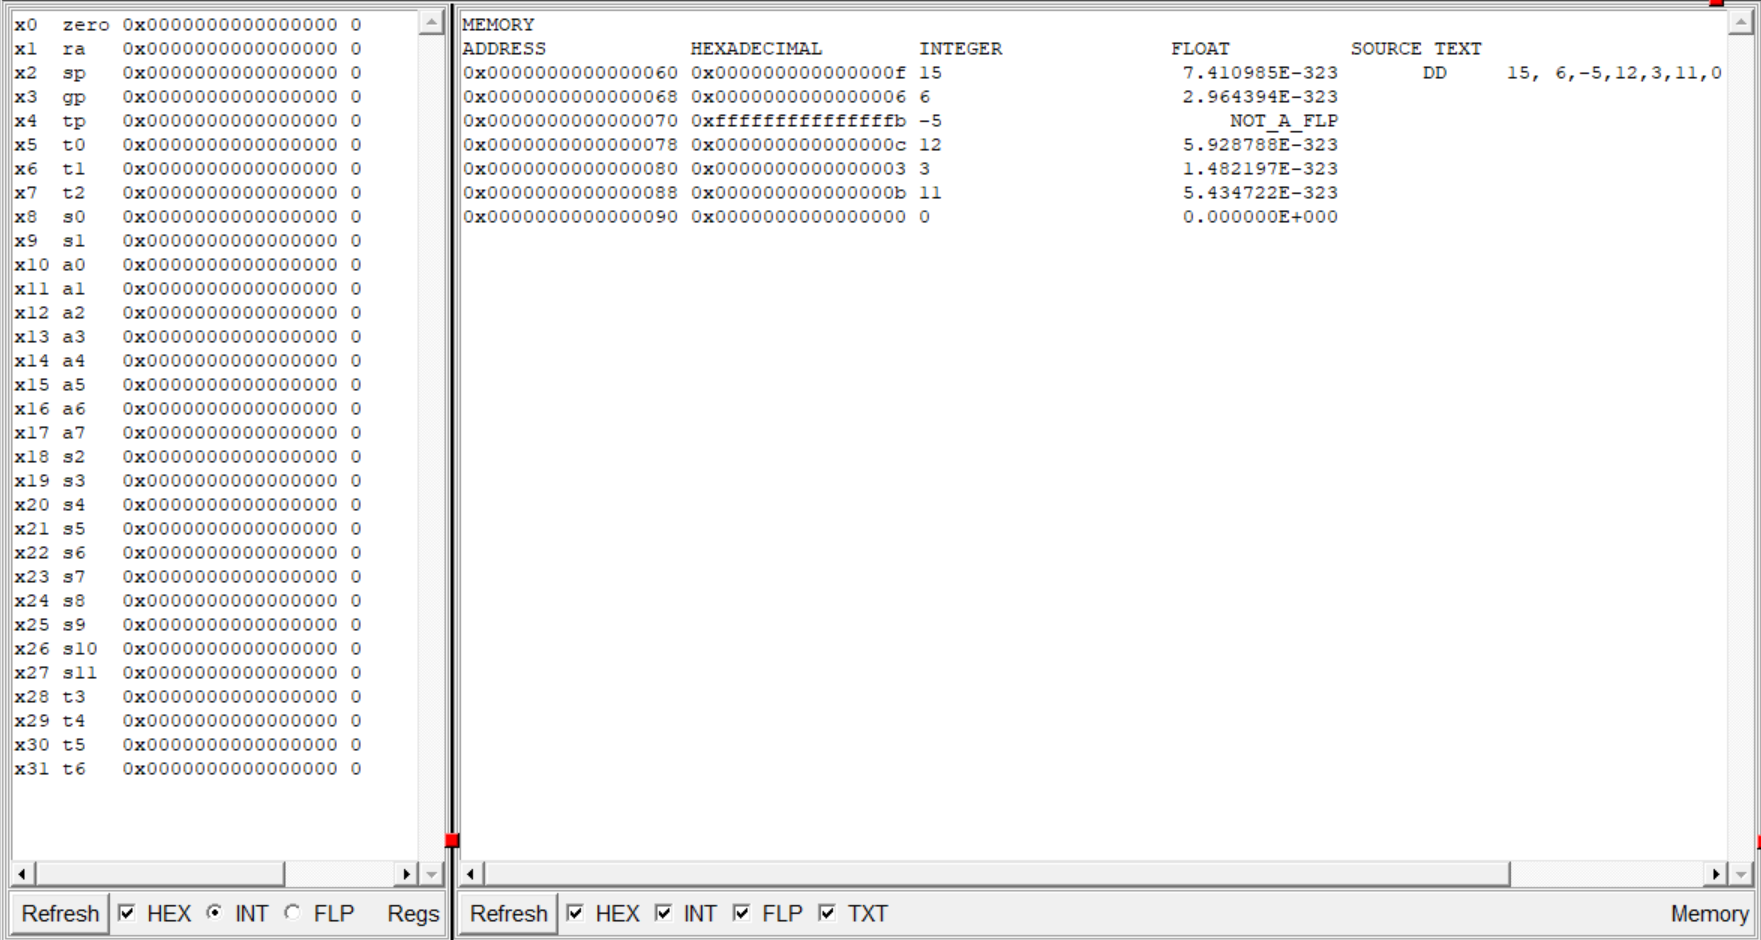 x0 zero 0x0000000000000000 0
x1 ra 0x0000000000000000 0
x2 sp 0x0000000000000000 0
x3 gp 0x0000000000000000 0
x4 tp 0x0000000000000000 0
x5 t0 0x0000000000000000 0
x6 t1 0x0000000000000000 0
x7 t2 0x0000000000000000 0
x8 s0 0x0000000000000000 0
x9 s1 0x0000000000000000 0
x10 a0 0x0000000000000000 0
x11 a1 0x0000000000000000 0
x12 a2 0x0000000000000000 0
x13 a3 0x0000000000000000 0
x14 a4 0x0000000000000000 0
x15 a5 0x0000000000000000 0
x16 a6 0x0000000000000000 0
x17 a7 0x0000000000000000 0
x18 s2 0x0000000000000000 0
x19 s3 0x0000000000000000 0
x20 s4 0x0000000000000000 0
x21 s5 0x0000000000000000 0
x22 s6 0x0000000000000000 0
x23 s7 0x0000000000000000 0
x24 s8 0x0000000000000000 0
x25 s9 0x0000000000000000 0
x26 s10 0x0000000000000000 0
x27 s11 0x0000000000000000 0
x28 t3 0x0000000000000000 0
x29 t4 0x0000000000000000 0
x30 t5 0x0000000000000000 0
x31 t6 0x0000000000000000 0
Refresh HEX INT FLP Regs
MEMORY
ADDRESS HEXADECIMAL INTEGER FLOAT SOURCE TEXT
0x0000000000000060 0x000000000000000f 15 7.410985E-323 DD 15, 6,-5,12,3,11,0
0x0000000000000068 0x0000000000000006 6 2.964394E-323
0x0000000000000070 0xfffffffffffffffb -5 NOT_A_FLP
0x0000000000000078 0x000000000000000c 12 5.928788E-323
0x0000000000000080 0x0000000000000003 3 1.482197E-323
0x0000000000000088 0x000000000000000b 11 5.434722E-323
0x0000000000000090 0x0000000000000000 0 0.000000E+000
Refresh HEX INT FLP TXT Memory